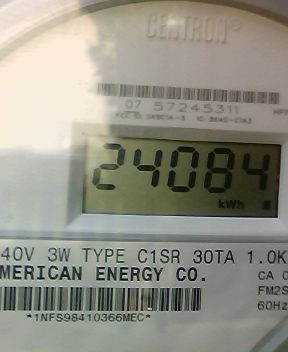 CENTRON®
07 57245311
24084
kWh
40V 3W TYPE C1SR 30TA 1.0K
MERICAN ENERGY CO.
CA 0
FM2S
60Hz
*1NFS98410366MEC*